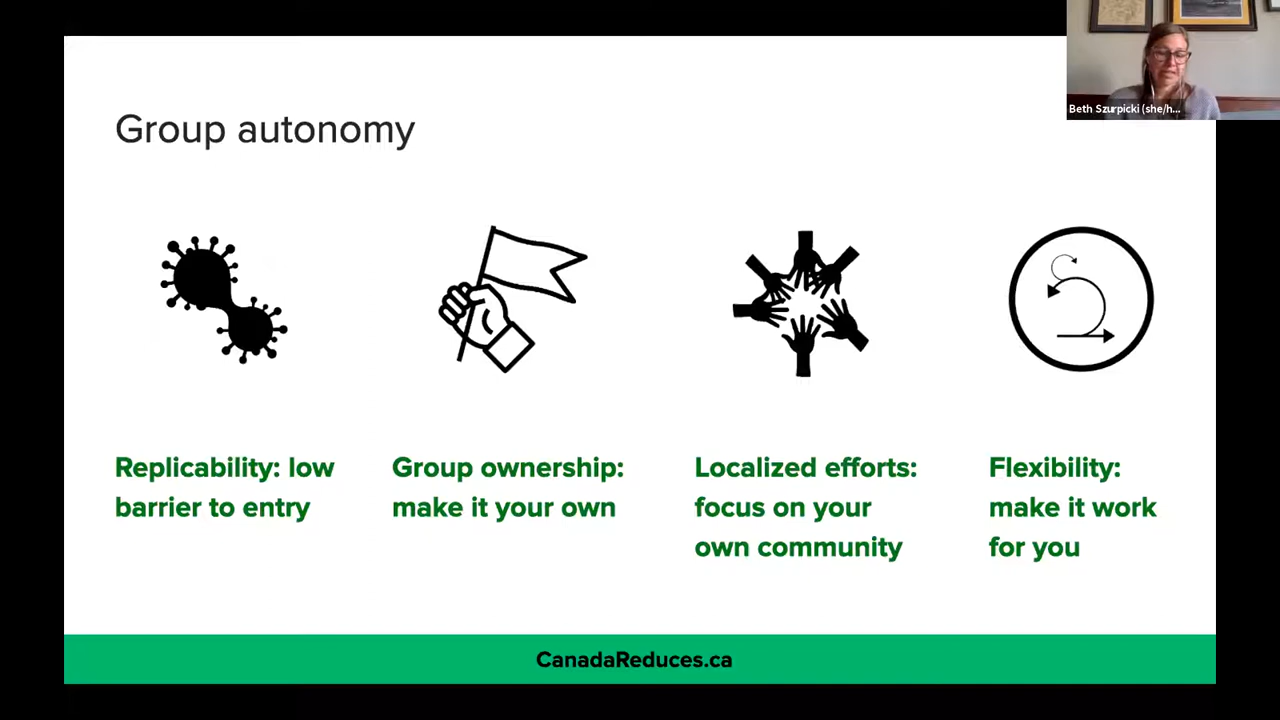 Beth Szurpicki (she/h...
Group autonomy
Replicability: low
barrier to entry
Group ownership:
make it your own
Localized efforts:
focus on your
own community
Flexibility:
make it work
for you
CanadaReduces.ca